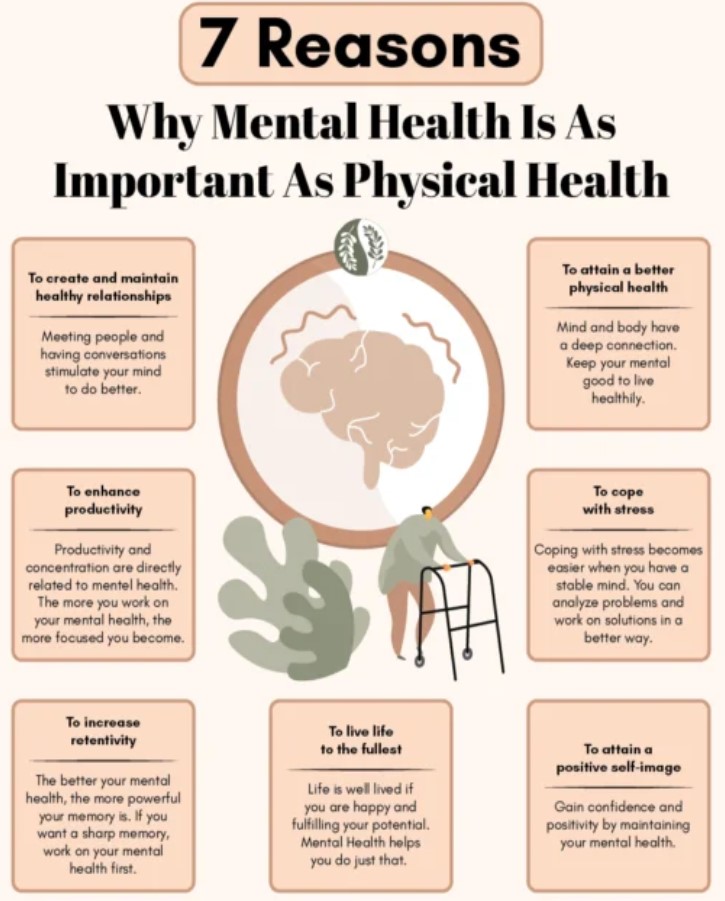 7 Reasons
Why Mental Health Is As
Important As Physical Health
To create and maintain
healthy relationships
Meeting people and
having conversations
stimulate your mind
to do better.
To attain a better
physical health
Mind and body have
a deep connection.
Keep your mental
good to live
healthily.
To enhance
productivity
Productivity and
concentration are directly
related to mentel health.
The more you work on
your mental health, the
more focused you become.
To cope
with stress
Coping with stress becomes
easier when you have a
stable mind. You can
analyze problems and
work on solutions in a
better way.
To increase
retentivity
The better your mental
health, the more powerful
your memory is. If you
want a sharp memory,
work on your mental
health first.
To live life
to the fullest
Life is well lived if
you are happy and
fulfilling your potential.
Mental Health helps
you do just that.
To attain a
positive self-image
Gain confidence and
positivity by maintaining
your mental health.